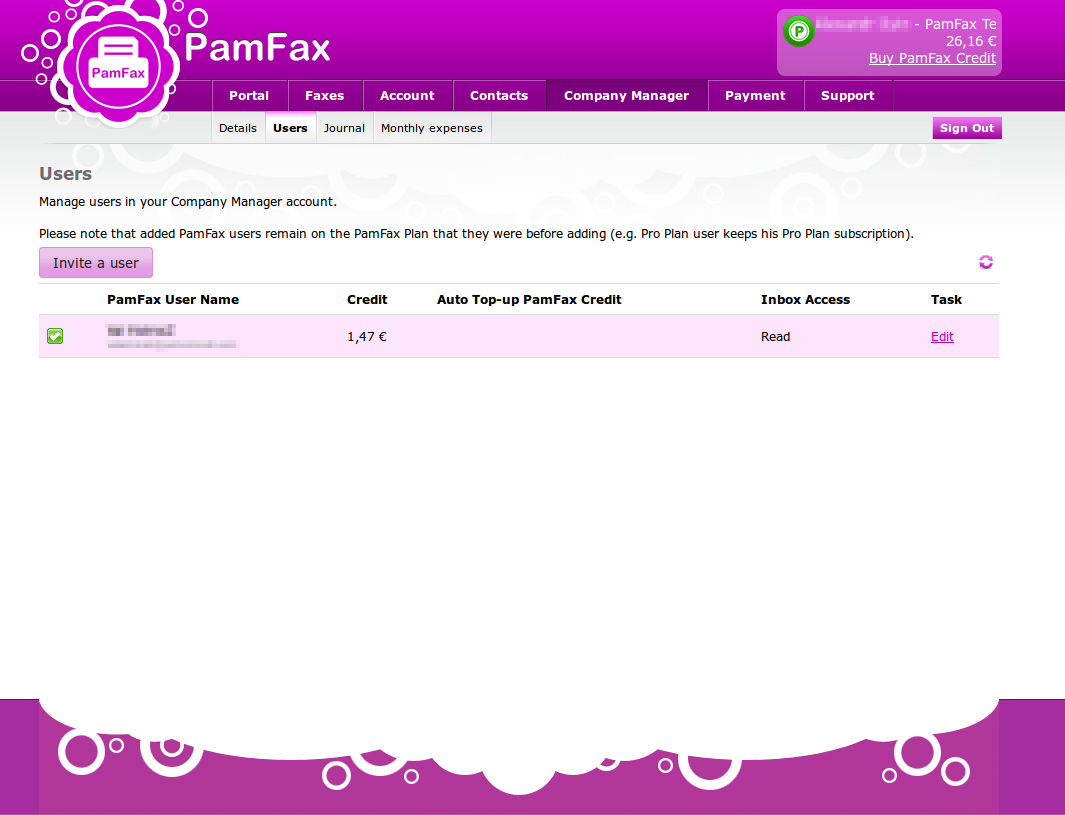 PamFax
PamFax
- PamFax Te
26,16 €
Buy PamFax Credit
Portal Faxes Account Contacts Company Manager Payment Support
Details Users Journal Monthly expenses Sign Out
Users
Manage users in your Company Manager account.
Please note that added PamFax users remain on the PamFax Plan that they were before adding (e.g. Pro Plan user keeps his Pro Plan subscription).
Invite a user
PamFax User Name Credit Auto Top-up PamFax Credit Inbox Access Task
1,47 € Read Edit